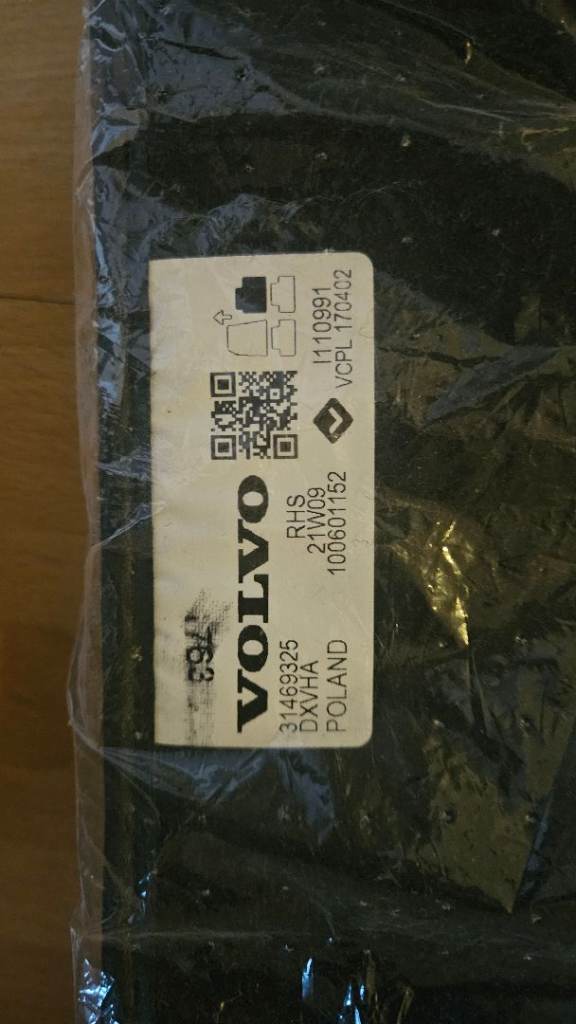 VOLVO
31469325 RHS
DXVHA 21W09 I110991
POLAND 100601152 VCPL 170402